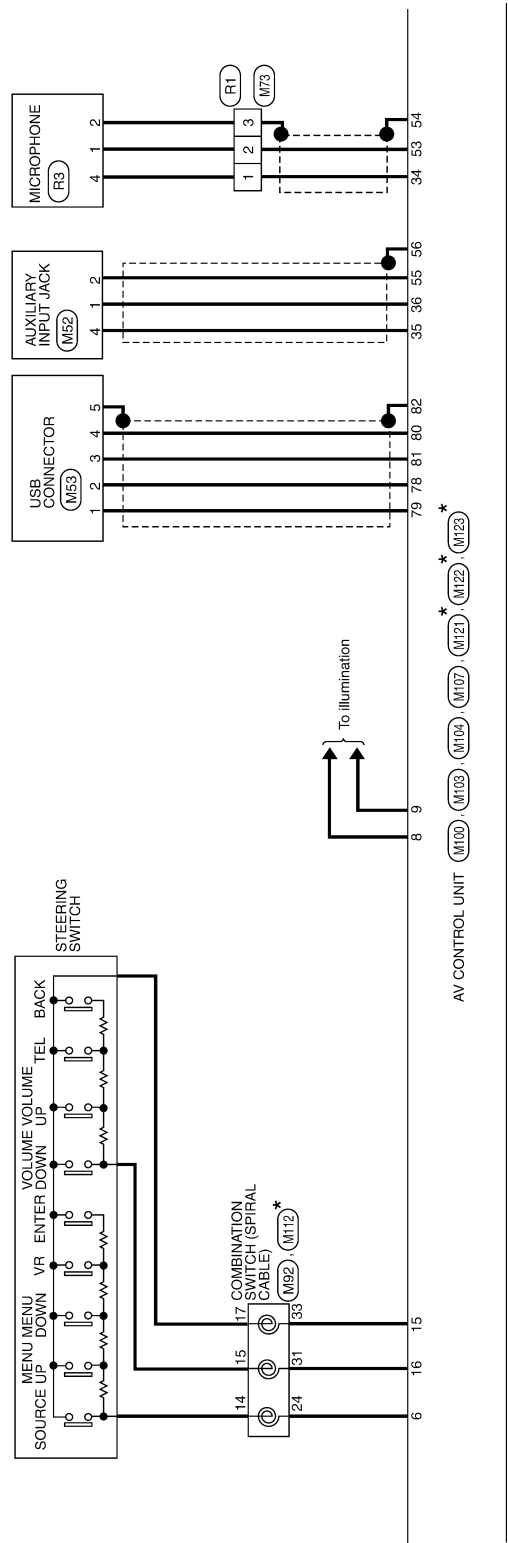 STEERING
SWITCH
SOURCE
MENU
UP
MENU
DOWN
VR
ENTER
VOLUME
DOWN
VOLUME
UP
TEL
BACK
14 15 17
COMBINATION
SWITCH (SPIRAL
CABLE)
M92 , M112 *
24 31 33
6 16 15
To illumination
8 9
USB
CONNECTOR
M53
1 2 3 4 5
79 78 81 80 82
AUXILIARY
INPUT JACK
M52
4 1 2
35 36 55 56
MICROPHONE
R3
4 1 2
1 2 3
R1
M73
34 53 54
AV CONTROL UNIT M100 , M103 , M104 , M107 , M121 * , M122 * , M123 *